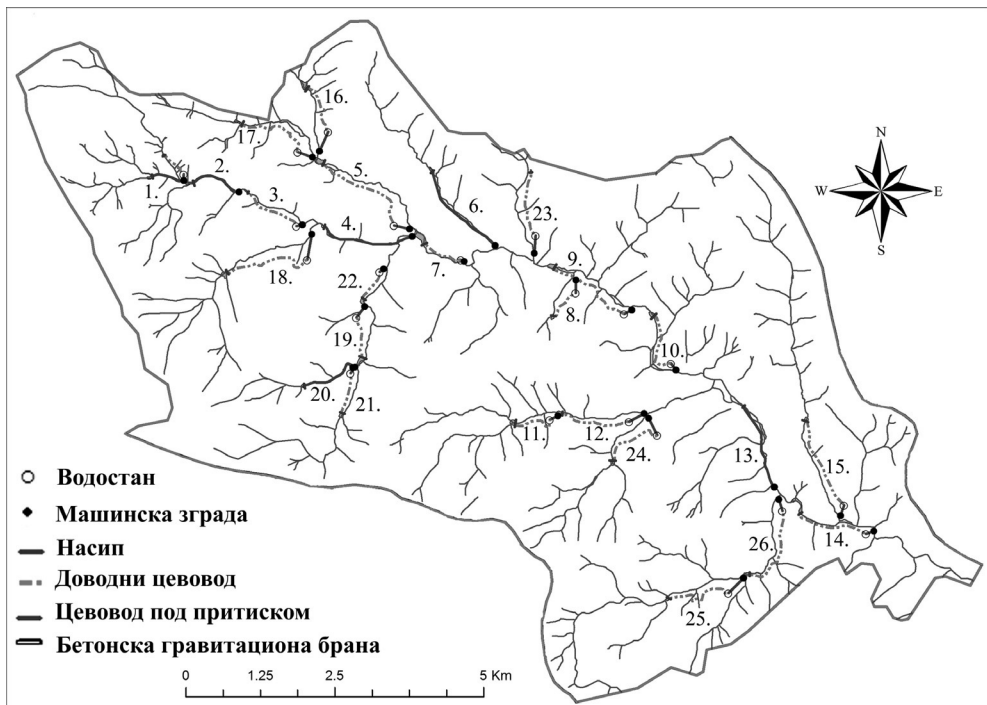 16.
17.
2.
5.
1.
3.
6.
4.
23.
7.
9.
18.
22.
8.
19.
10.
20.
21.
11.
12.
24.
13.
15.
26.
14.
25.
N
W E
S
Водостан
Машинска зграда
Насип
Доводни цевовод
Цевовод под притиском
Бетонска гравитациона брана
0 1.25 2.5 5 Km